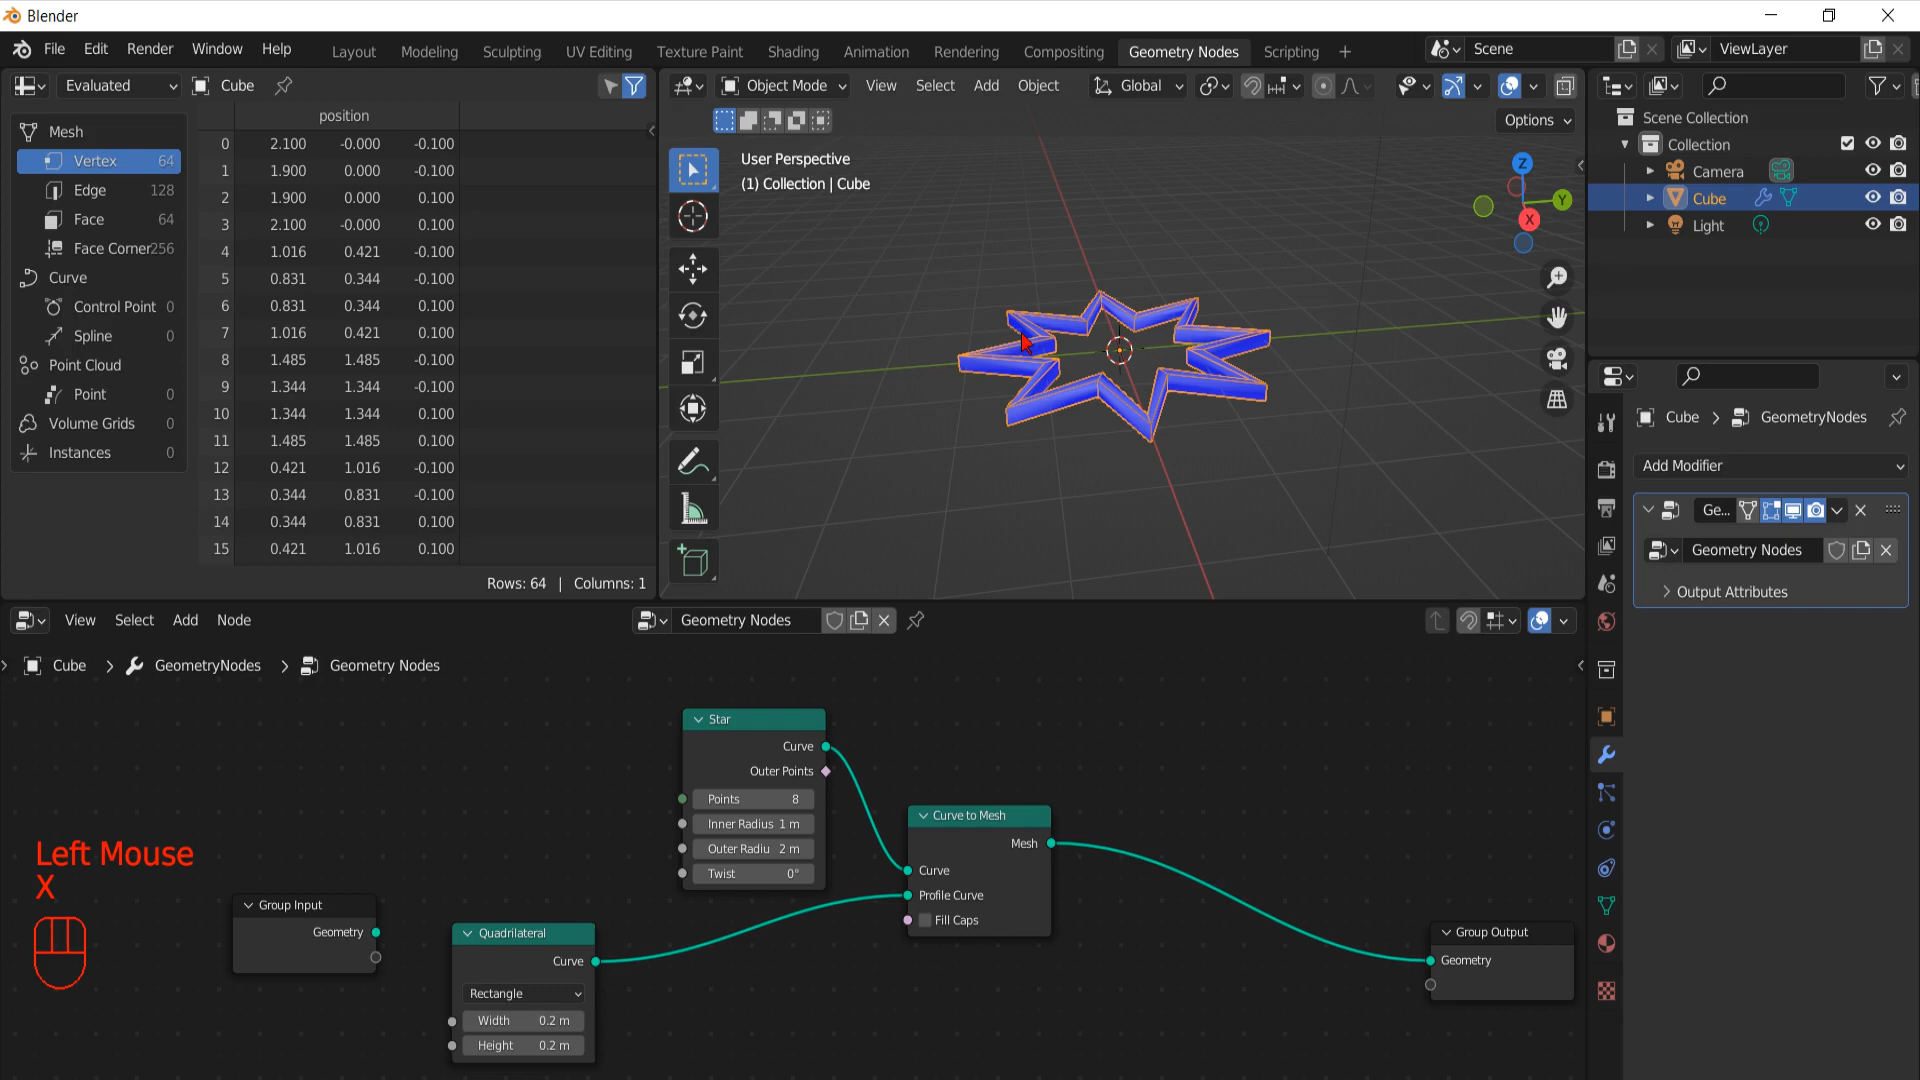 Blender
File Edit Render Window Help
Layout Modeling Sculpting UV Editing Texture Paint Shading Animation Rendering Compositing Geometry Nodes Scripting +
Scene
ViewLayer
Evaluated Cube
Object Mode View Select Add Object Global
Options
position
Mesh
Vertex 64
Edge 128
Face 64
Face Corner 256
Curve
Control Point 0
Spline 0
Point Cloud
Point 0
Volume Grids 0
Instances 0
0 2.100 -0.000 -0.100
1 1.900 0.000 -0.100
2 1.900 0.000 0.100
3 2.100 -0.000 0.100
4 1.016 0.421 -0.100
5 0.831 0.344 -0.100
6 0.831 0.344 0.100
7 1.016 0.421 0.100
8 1.485 1.485 -0.100
9 1.344 1.344 -0.100
10 1.344 1.344 0.100
11 1.485 1.485 0.100
12 0.421 1.016 -0.100
13 0.344 0.831 -0.100
14 0.344 0.831 0.100
15 0.421 1.016 0.100
Rows: 64 | Columns: 1
User Perspective
(1) Collection | Cube
Z
Y
X
Scene Collection
Collection
Camera
Cube
Light
Cube > GeometryNodes
Add Modifier
Ge...
Geometry Nodes
Output Attributes
View Select Add Node
Geometry Nodes
Cube > GeometryNodes > Geometry Nodes
Star
Curve
Outer Points
Points 8
Inner Radius 1 m
Outer Radiu 2 m
Twist 0°
Curve to Mesh
Mesh
Curve
Profile Curve
Fill Caps
Left Mouse
X
Group Input
Geometry
Quadrilateral
Curve
Rectangle
Width 0.2 m
Height 0.2 m
Group Output
Geometry